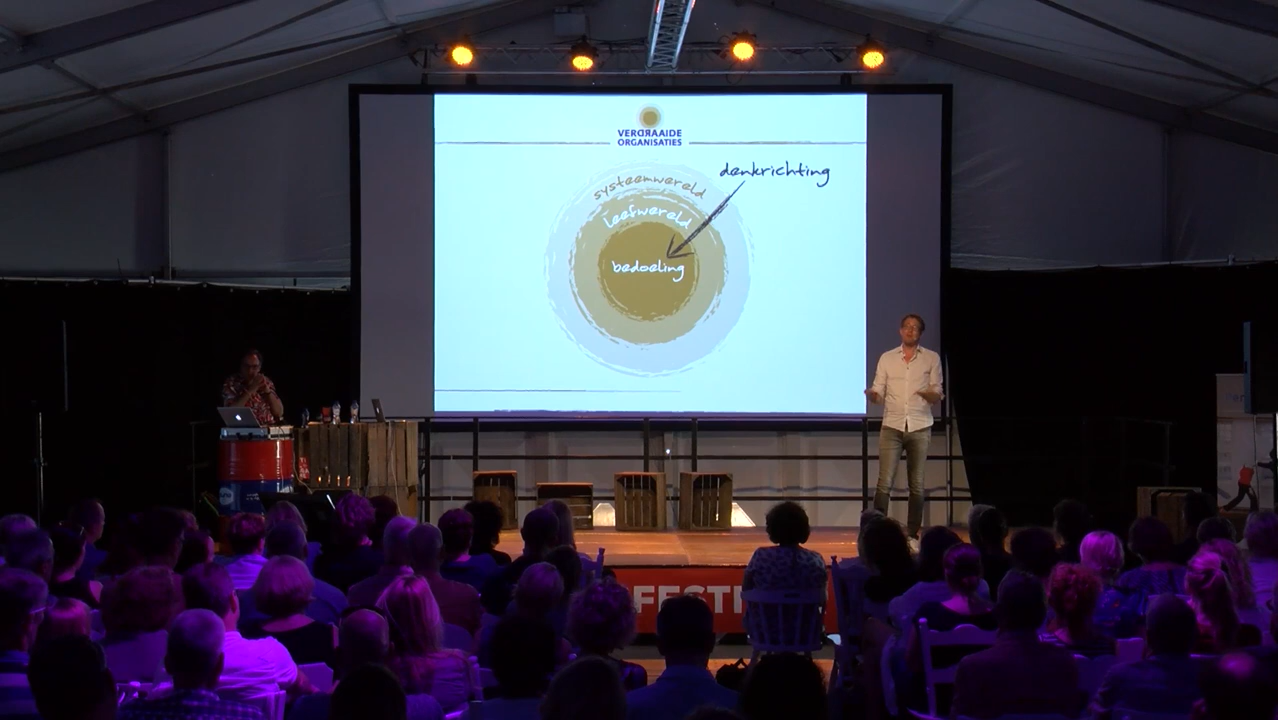 VERDRAAIDE
ORGANISATIES
denkrichting
systeemwereld
leefwereld
bedoeling
FESTI